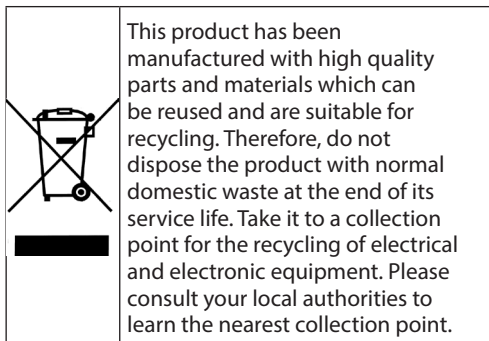 This product has been
manufactured with high quality
parts and materials which can
be reused and are suitable for
recycling. Therefore, do not
dispose the product with normal
domestic waste at the end of its
service life. Take it to a collection
point for the recycling of electrical
and electronic equipment. Please
consult your local authorities to
learn the nearest collection point.